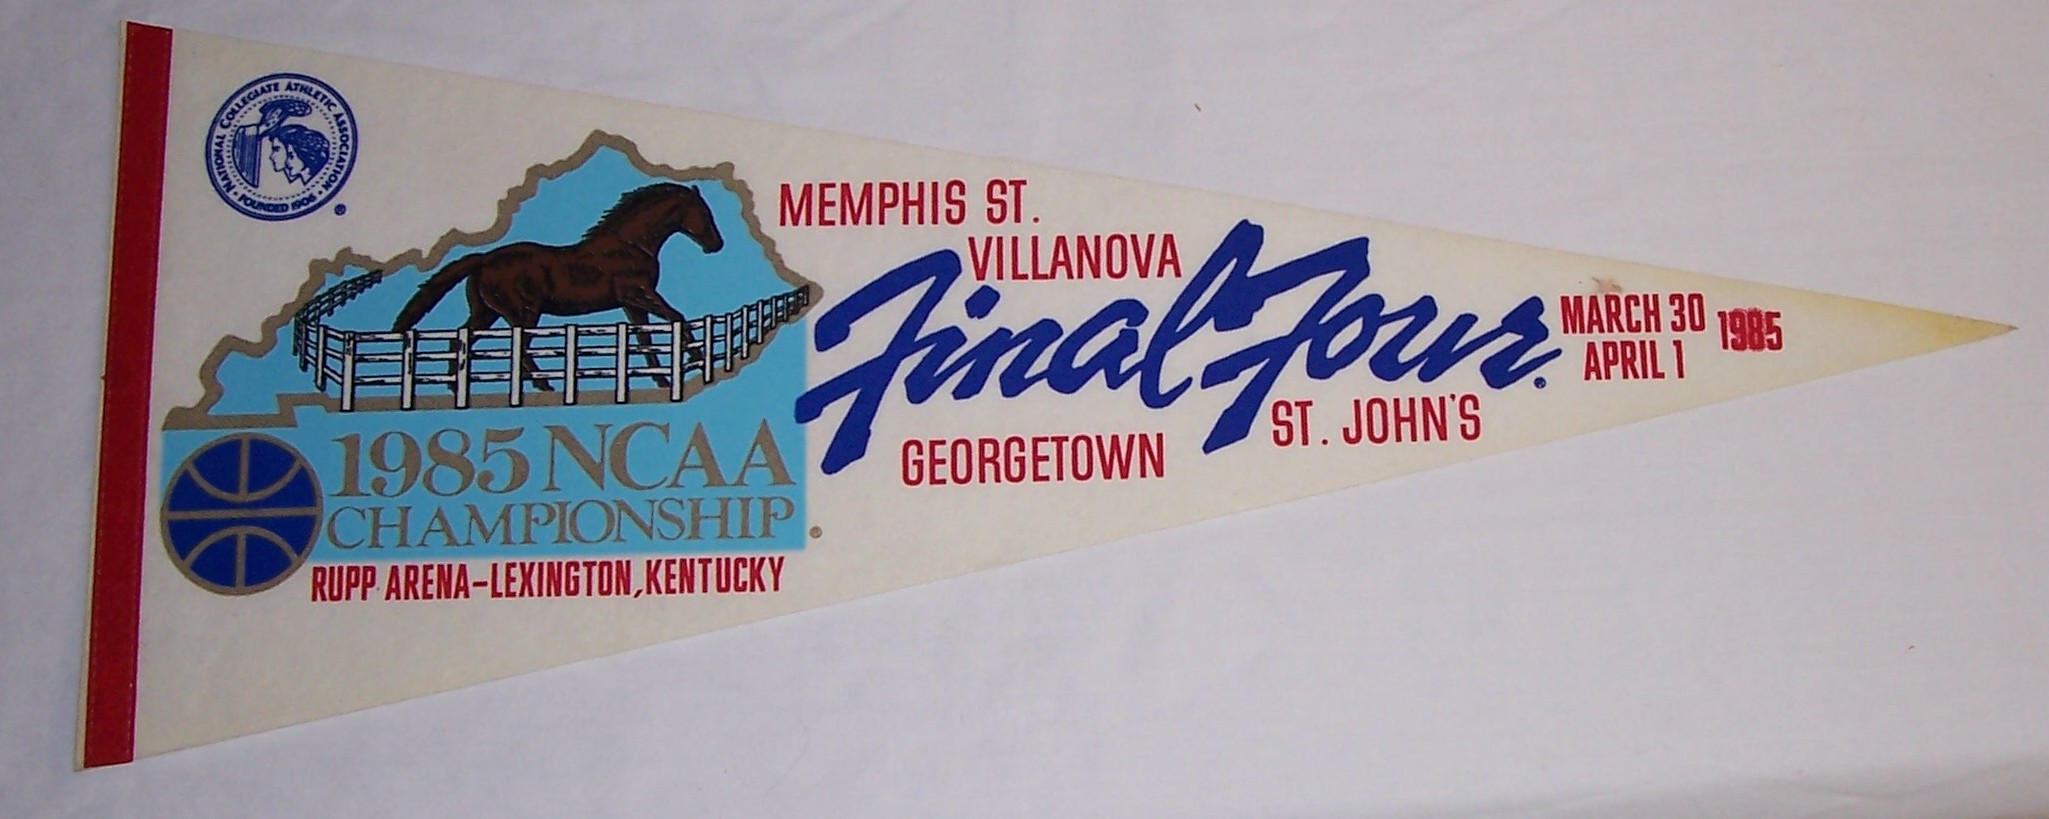 NATIONAL COLLEGIATE ATHLETIC ASSOCIATION
• FOUNDED 1906 •
®
MEMPHIS ST.
VILLANOVA
Final Four
®
GEORGETOWN
ST. JOHN'S
MARCH 30
APRIL 1
1985
1985 NCAA
CHAMPIONSHIP
®
RUPP ARENA-LEXINGTON, KENTUCKY